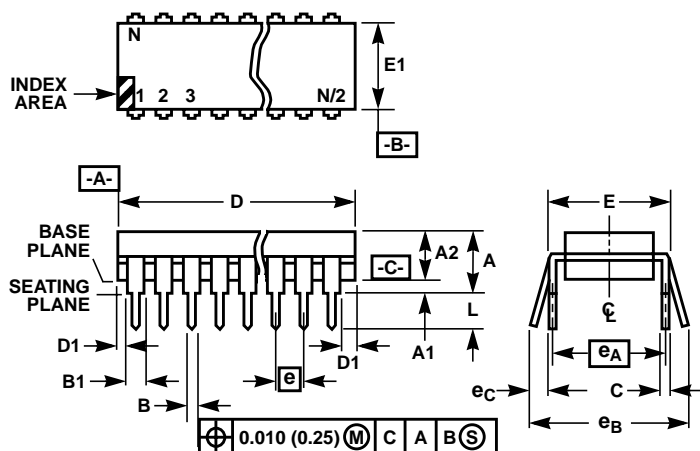 N
E1
INDEX
AREA
1 2 3 N/2
-B-
-A-
D
E
BASE
PLANE
A2
A
-C-
SEATING
PLANE
L
℄
D1
A1
D1
eA
B1
e
eC
C
B
eB
⌖ 0.010 (0.25) Ⓜ C A B Ⓢ